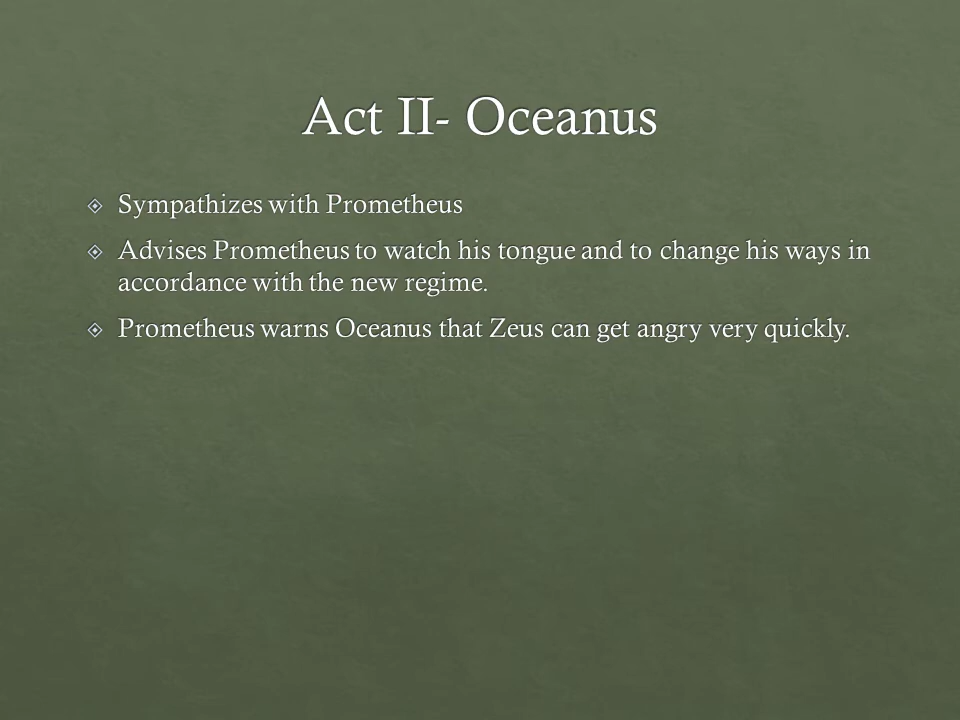 Act II- Oceanus
Sympathizes with Prometheus
Advises Prometheus to watch his tongue and to change his ways in
accordance with the new regime.
Prometheus warns Oceanus that Zeus can get angry very quickly.